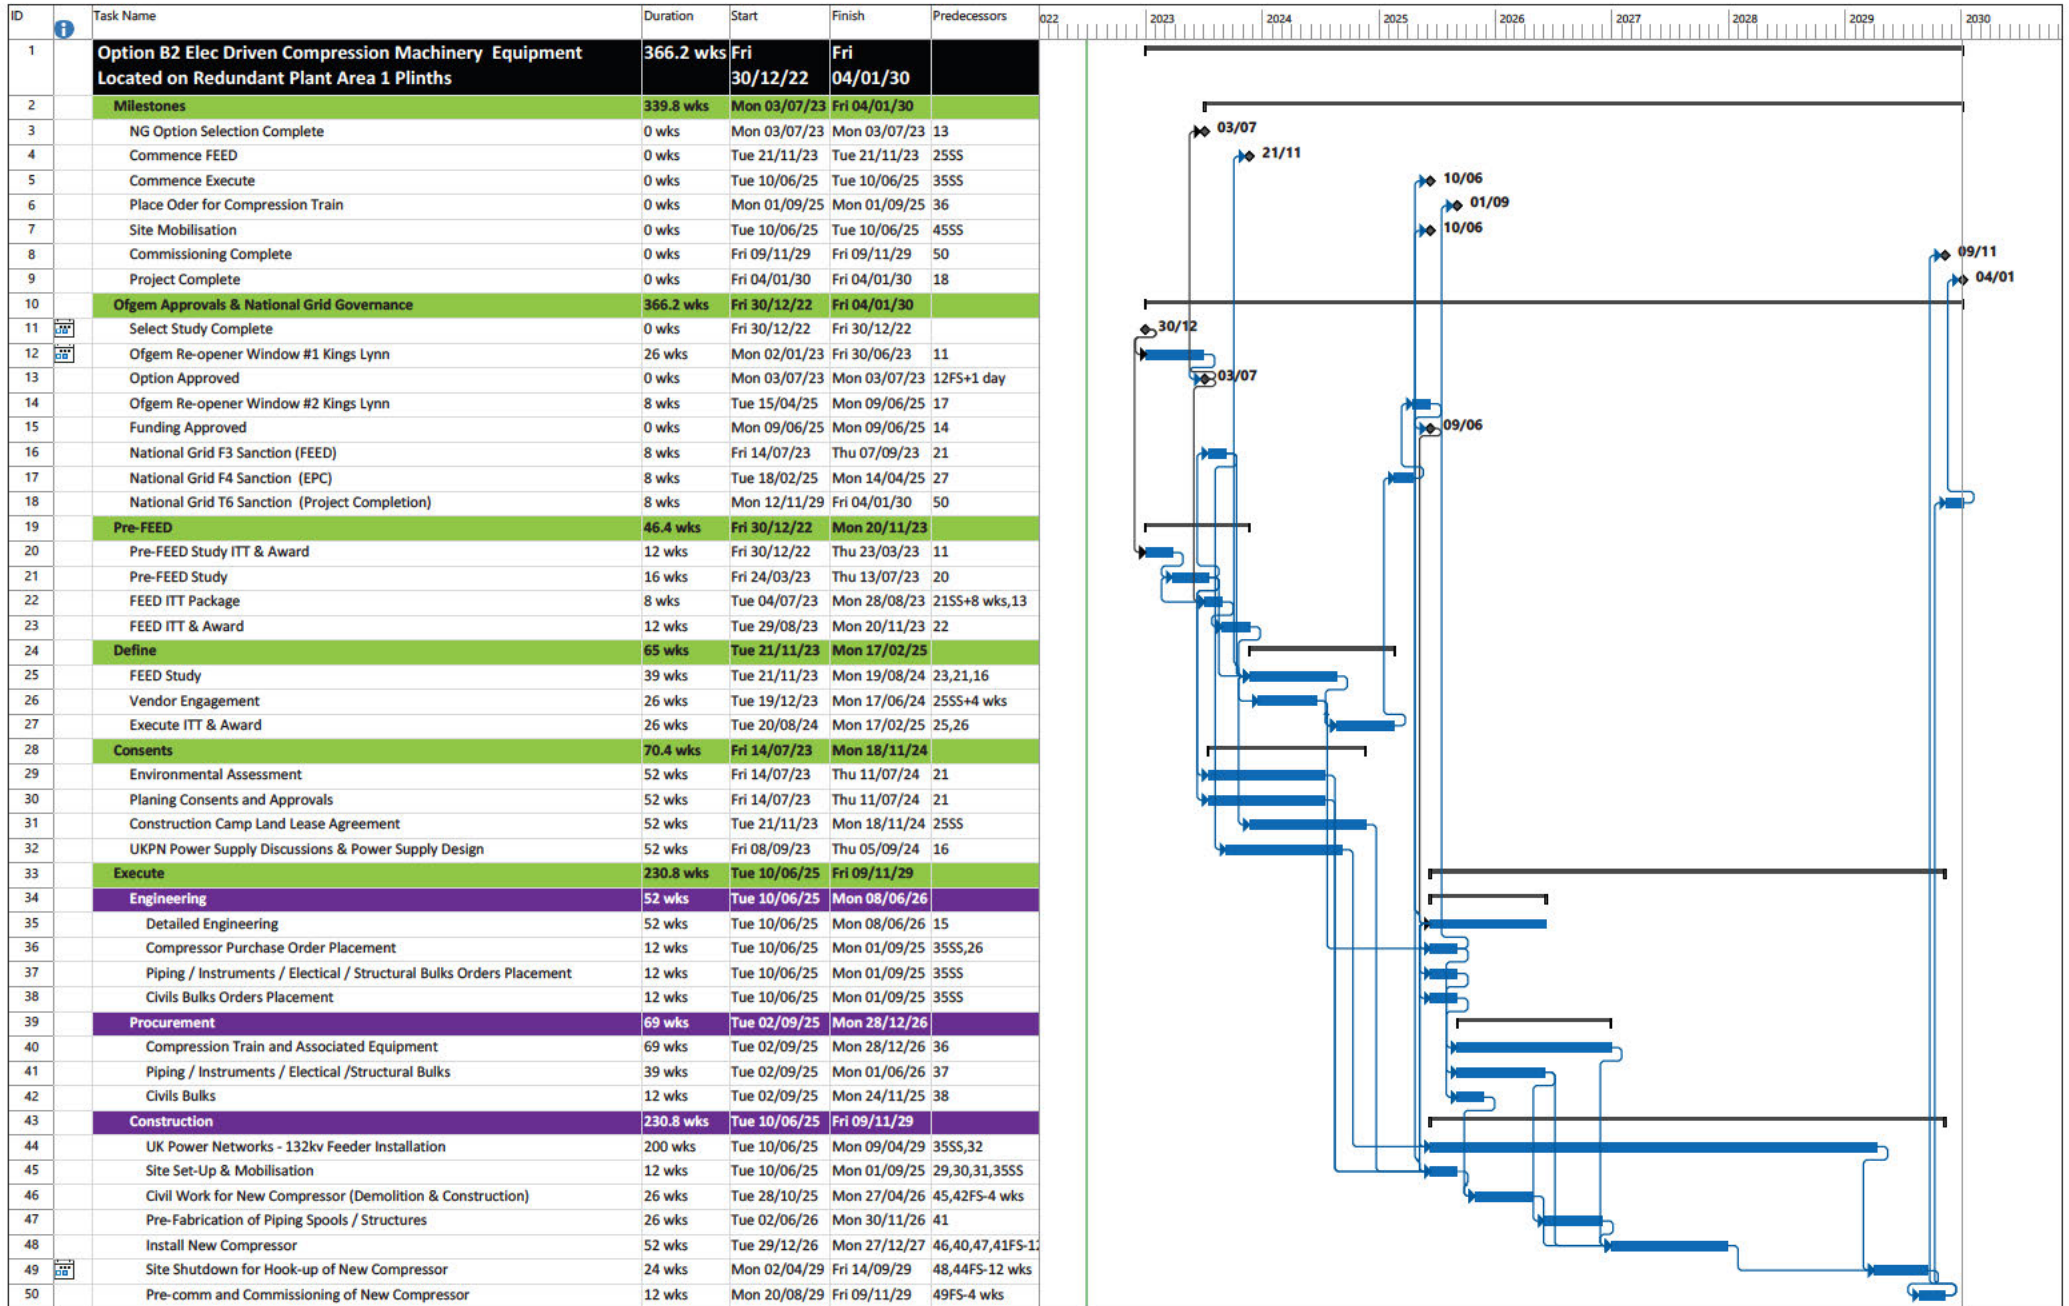 ID Task Name Duration Start Finish Predecessors 022 2023 2024 2025 2026 2027 2028 2029 2030
1 Option B2 Elec Driven Compression Machinery Equipment 366.2 wks Fri Fri
Located on Redundant Plant Area 1 Plinths 30/12/22 04/01/30
2 Milestones 339.8 wks Mon 03/07/23 Fri 04/01/30
3 NG Option Selection Complete 0 wks Mon 03/07/23 Mon 03/07/23 13 03/07
4 Commence FEED 0 wks Tue 21/11/23 Tue 21/11/23 25SS 21/11
5 Commence Execute 0 wks Tue 10/06/25 Tue 10/06/25 35SS 10/06
6 Place Oder for Compression Train 0 wks Mon 01/09/25 Mon 01/09/25 36 01/09
7 Site Mobilisation 0 wks Tue 10/06/25 Tue 10/06/25 45SS 10/06
8 Commissioning Complete 0 wks Fri 09/11/29 Fri 09/11/29 50 09/11
9 Project Complete 0 wks Fri 04/01/30 Fri 04/01/30 18 04/01
10 Ofgem Approvals & National Grid Governance 366.2 wks Fri 30/12/22 Fri 04/01/30
11 Select Study Complete 0 wks Fri 30/12/22 Fri 30/12/22 30/12
12 Ofgem Re-opener Window #1 Kings Lynn 26 wks Mon 02/01/23 Fri 30/06/23 11
13 Option Approved 0 wks Mon 03/07/23 Mon 03/07/23 12FS+1 day 03/07
14 Ofgem Re-opener Window #2 Kings Lynn 8 wks Tue 15/04/25 Mon 09/06/25 17
15 Funding Approved 0 wks Mon 09/06/25 Mon 09/06/25 14 09/06
16 National Grid F3 Sanction (FEED) 8 wks Fri 14/07/23 Thu 07/09/23 21
17 National Grid F4 Sanction (EPC) 8 wks Tue 18/02/25 Mon 14/04/25 27
18 National Grid T6 Sanction (Project Completion) 8 wks Mon 12/11/29 Fri 04/01/30 50
19 Pre-FEED 46.4 wks Fri 30/12/22 Mon 20/11/23
20 Pre-FEED Study ITT & Award 12 wks Fri 30/12/22 Thu 23/03/23 11
21 Pre-FEED Study 16 wks Fri 24/03/23 Thu 13/07/23 20
22 FEED ITT Package 8 wks Tue 04/07/23 Mon 28/08/23 21SS+8 wks,13
23 FEED ITT & Award 12 wks Tue 29/08/23 Mon 20/11/23 22
24 Define 65 wks Tue 21/11/23 Mon 17/02/25
25 FEED Study 39 wks Tue 21/11/23 Mon 19/08/24 23,21,16
26 Vendor Engagement 26 wks Tue 19/12/23 Mon 17/06/24 25SS+4 wks
27 Execute ITT & Award 26 wks Tue 20/08/24 Mon 17/02/25 25,26
28 Consents 70.4 wks Fri 14/07/23 Mon 18/11/24
29 Environmental Assessment 52 wks Fri 14/07/23 Thu 11/07/24 21
30 Planing Consents and Approvals 52 wks Fri 14/07/23 Thu 11/07/24 21
31 Construction Camp Land Lease Agreement 52 wks Tue 21/11/23 Mon 18/11/24 25SS
32 UKPN Power Supply Discussions & Power Supply Design 52 wks Fri 08/09/23 Thu 05/09/24 16
33 Execute 230.8 wks Tue 10/06/25 Fri 09/11/29
34 Engineering 52 wks Tue 10/06/25 Mon 08/06/26
35 Detailed Engineering 52 wks Tue 10/06/25 Mon 08/06/26 15
36 Compressor Purchase Order Placement 12 wks Tue 10/06/25 Mon 01/09/25 35SS,26
37 Piping / Instruments / Electical / Structural Bulks Orders Placement 12 wks Tue 10/06/25 Mon 01/09/25 35SS
38 Civils Bulks Orders Placement 12 wks Tue 10/06/25 Mon 01/09/25 35SS
39 Procurement 69 wks Tue 02/09/25 Mon 28/12/26
40 Compression Train and Associated Equipment 69 wks Tue 02/09/25 Mon 28/12/26 36
41 Piping / Instruments / Electical /Structural Bulks 39 wks Tue 02/09/25 Mon 01/06/26 37
42 Civils Bulks 12 wks Tue 02/09/25 Mon 24/11/25 38
43 Construction 230.8 wks Tue 10/06/25 Fri 09/11/29
44 UK Power Networks - 132kv Feeder Installation 200 wks Tue 10/06/25 Mon 09/04/29 35SS,32
45 Site Set-Up & Mobilisation 12 wks Tue 10/06/25 Mon 01/09/25 29,30,31,35SS
46 Civil Work for New Compressor (Demolition & Construction) 26 wks Tue 28/10/25 Mon 27/04/26 45,42FS-4 wks
47 Pre-Fabrication of Piping Spools / Structures 26 wks Tue 02/06/26 Mon 30/11/26 41
48 Install New Compressor 52 wks Tue 29/12/26 Mon 27/12/27 46,40,47,41FS-12
49 Site Shutdown for Hook-up of New Compressor 24 wks Mon 02/04/29 Fri 14/09/29 48,44FS-12 wks
50 Pre-comm and Commissioning of New Compressor 12 wks Mon 20/08/29 Fri 09/11/29 49FS-4 wks